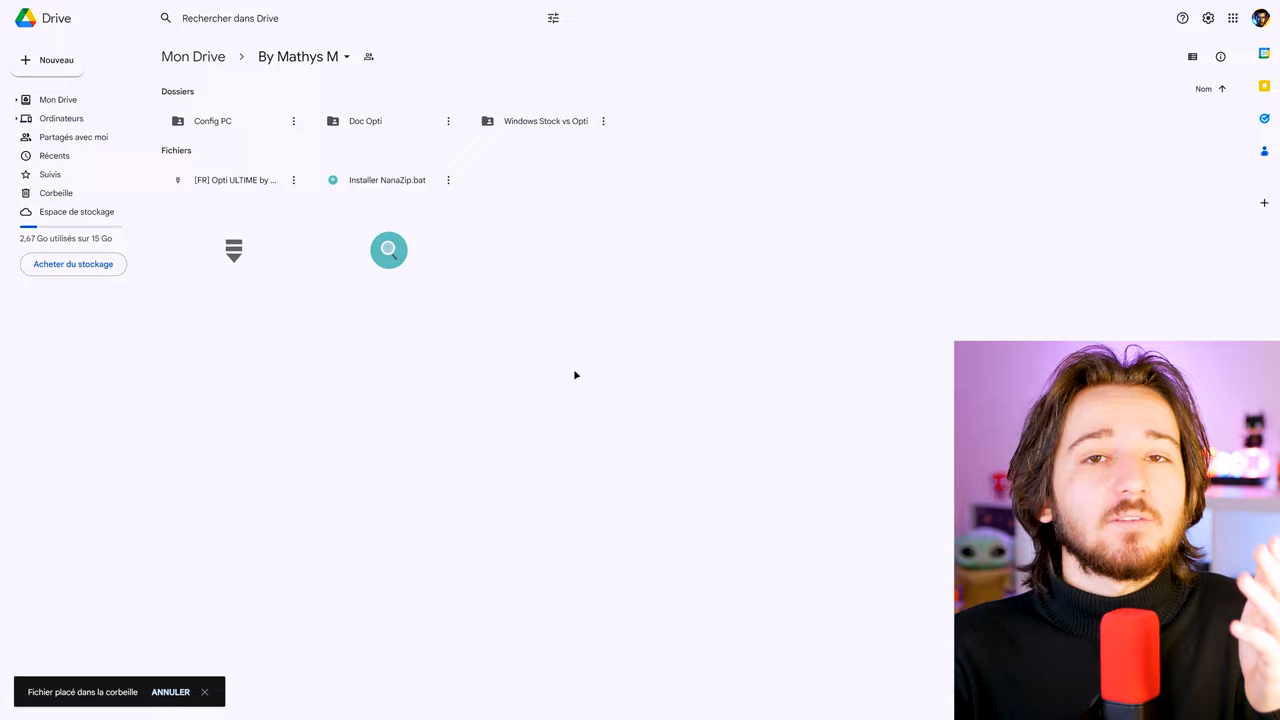 Drive
Rechercher dans Drive
Nouveau
Mon Drive
By Mathys M
Dossiers
Nom
Config PC
Doc Opti
Windows Stock vs Opti
Fichiers
[FR] Opti ULTIME by ...
Installer NanaZip.bat
Mon Drive
Ordinateurs
Partagés avec moi
Récents
Suivis
Corbeille
Espace de stockage
2,67 Go utilisés sur 15 Go
Acheter du stockage
Fichier placé dans la corbeille
ANNULER